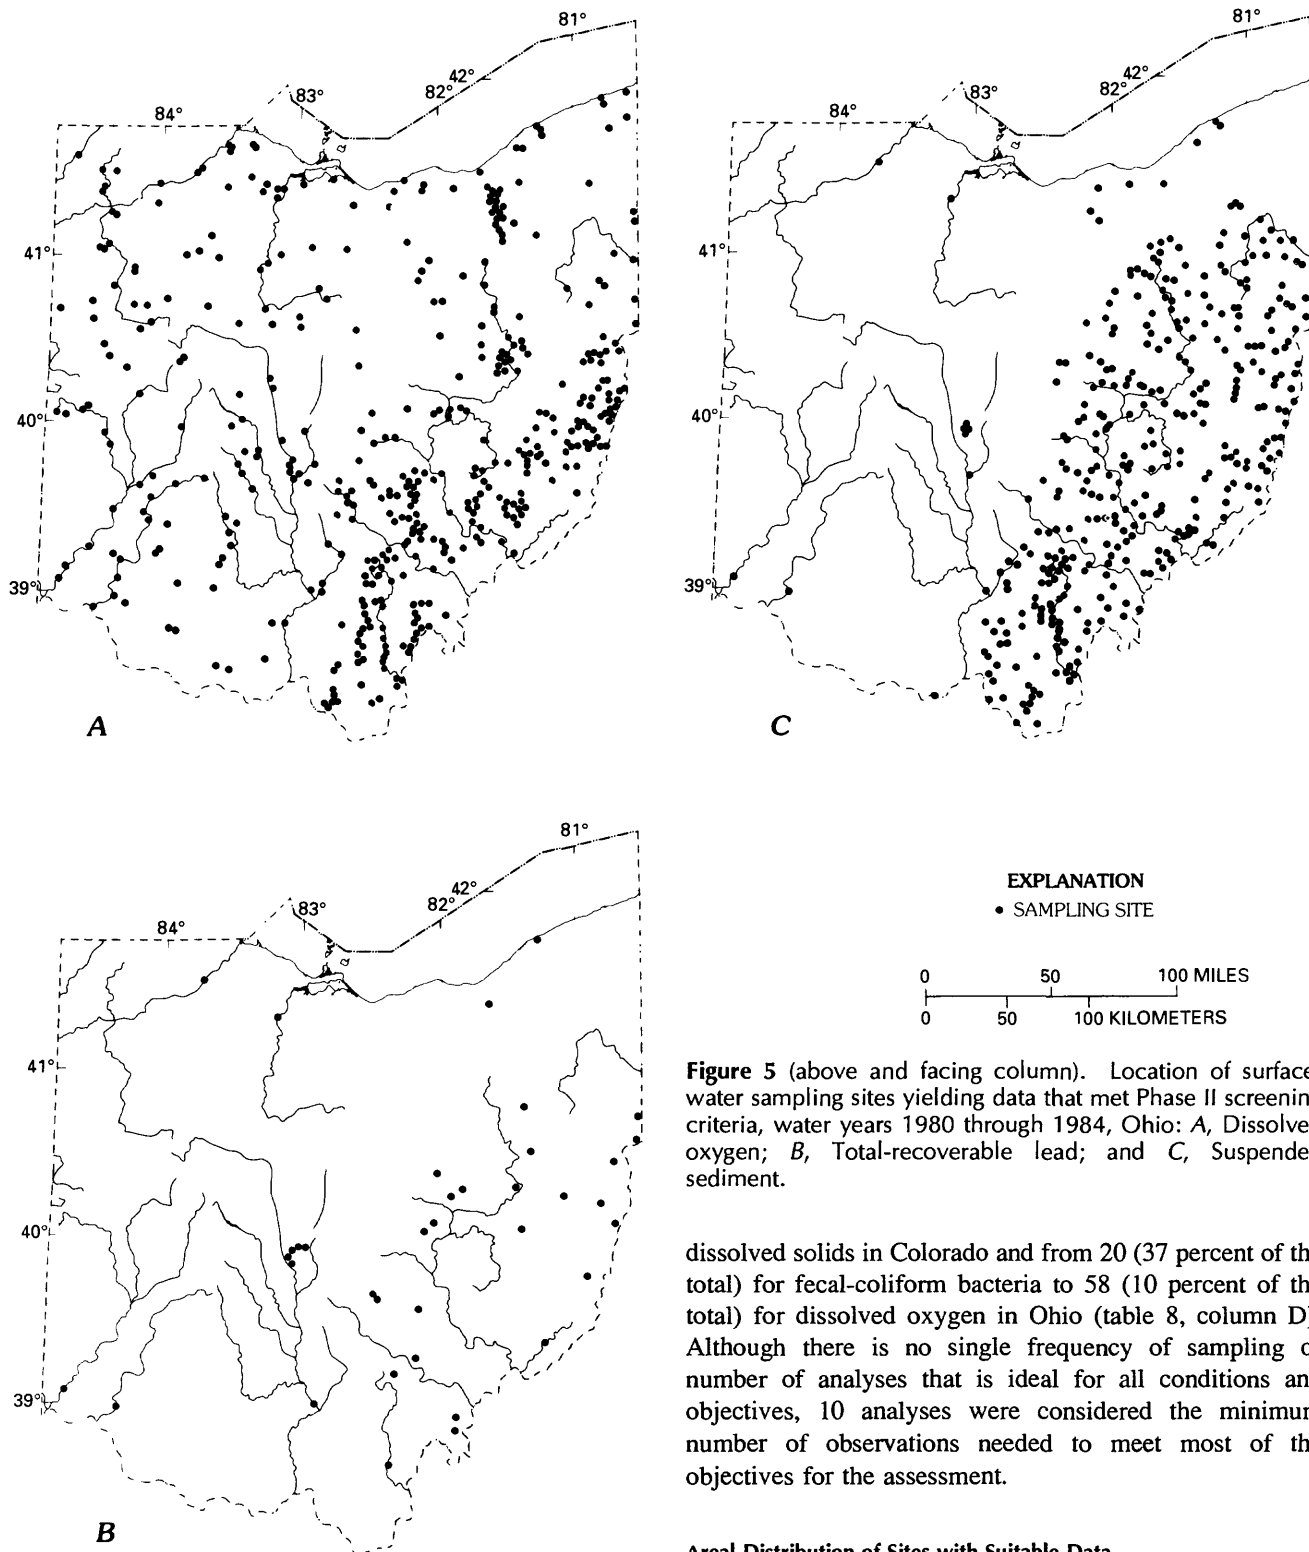 81°
42°
82°
83°
84°
41°
40°
39°
A
81°
42°
82°
83°
84°
41°
40°
39°
C
81°
42°
82°
83°
84°
41°
40°
39°
B
EXPLANATION
• SAMPLING SITE
0 50 100 MILES
0 50 100 KILOMETERS
Figure 5 (above and facing column). Location of surface
water sampling sites yielding data that met Phase II screenin
criteria, water years 1980 through 1984, Ohio: A, Dissolve
oxygen; B, Total-recoverable lead; and C, Suspende
sediment.
dissolved solids in Colorado and from 20 (37 percent of th
total) for fecal-coliform bacteria to 58 (10 percent of th
total) for dissolved oxygen in Ohio (table 8, column D)
Although there is no single frequency of sampling o
number of analyses that is ideal for all conditions an
objectives, 10 analyses were considered the minimu
number of observations needed to meet most of th
objectives for the assessment.
Areal Distribution of Sites with Suitable Data